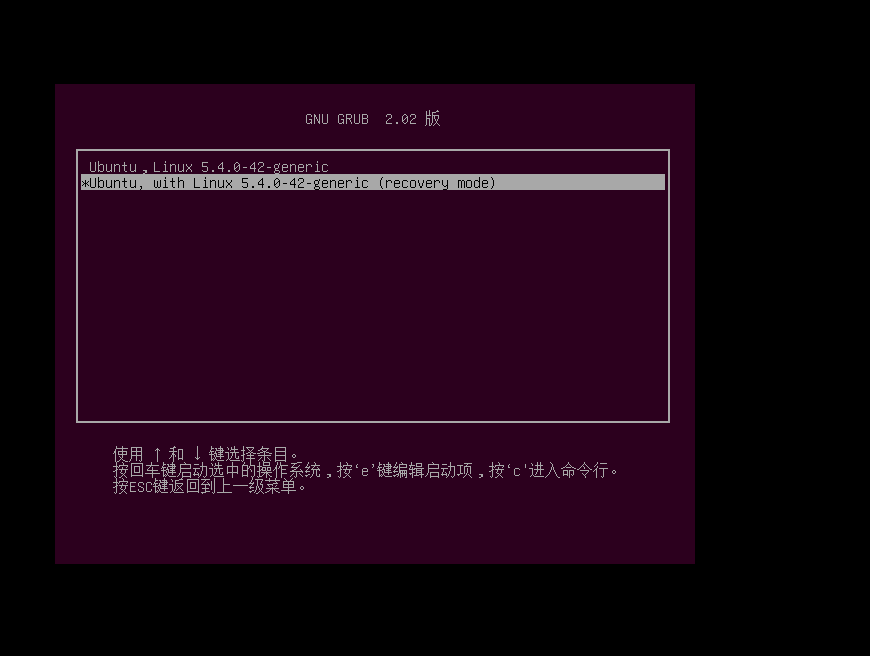 GNU GRUB 2.02 版
Ubuntu，Linux 5.4.0-42-generic
*Ubuntu, with Linux 5.4.0-42-generic (recovery mode)
使用 ↑ 和 ↓ 键选择条目。
按回车键启动选中的操作系统，按‘e’键编辑启动项，按‘c'进入命令行。
按ESC键返回到上一级菜单。